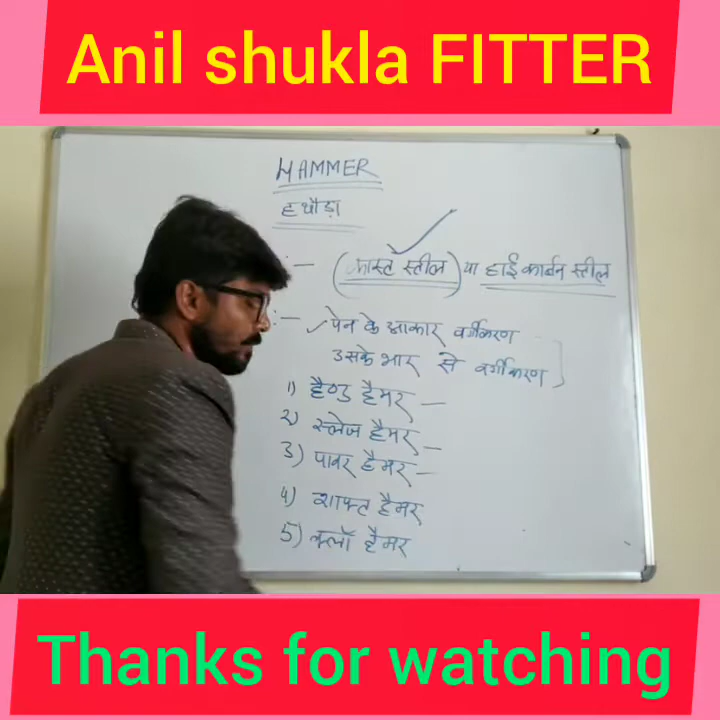 Anil shukla FITTER
HAMMER
हथौड़ा
:— (कास्ट स्टील) या हाई कार्बन स्टील
:— पेन के आकार वर्गीकरण
उसके भार से वर्गीकरण
1) हैण्ड हैमर —
2) स्लेज हैमर —
3) पावर हैमर —
4) शाफ्ट हैमर
5) क्लॉ हैमर
Thanks for watching